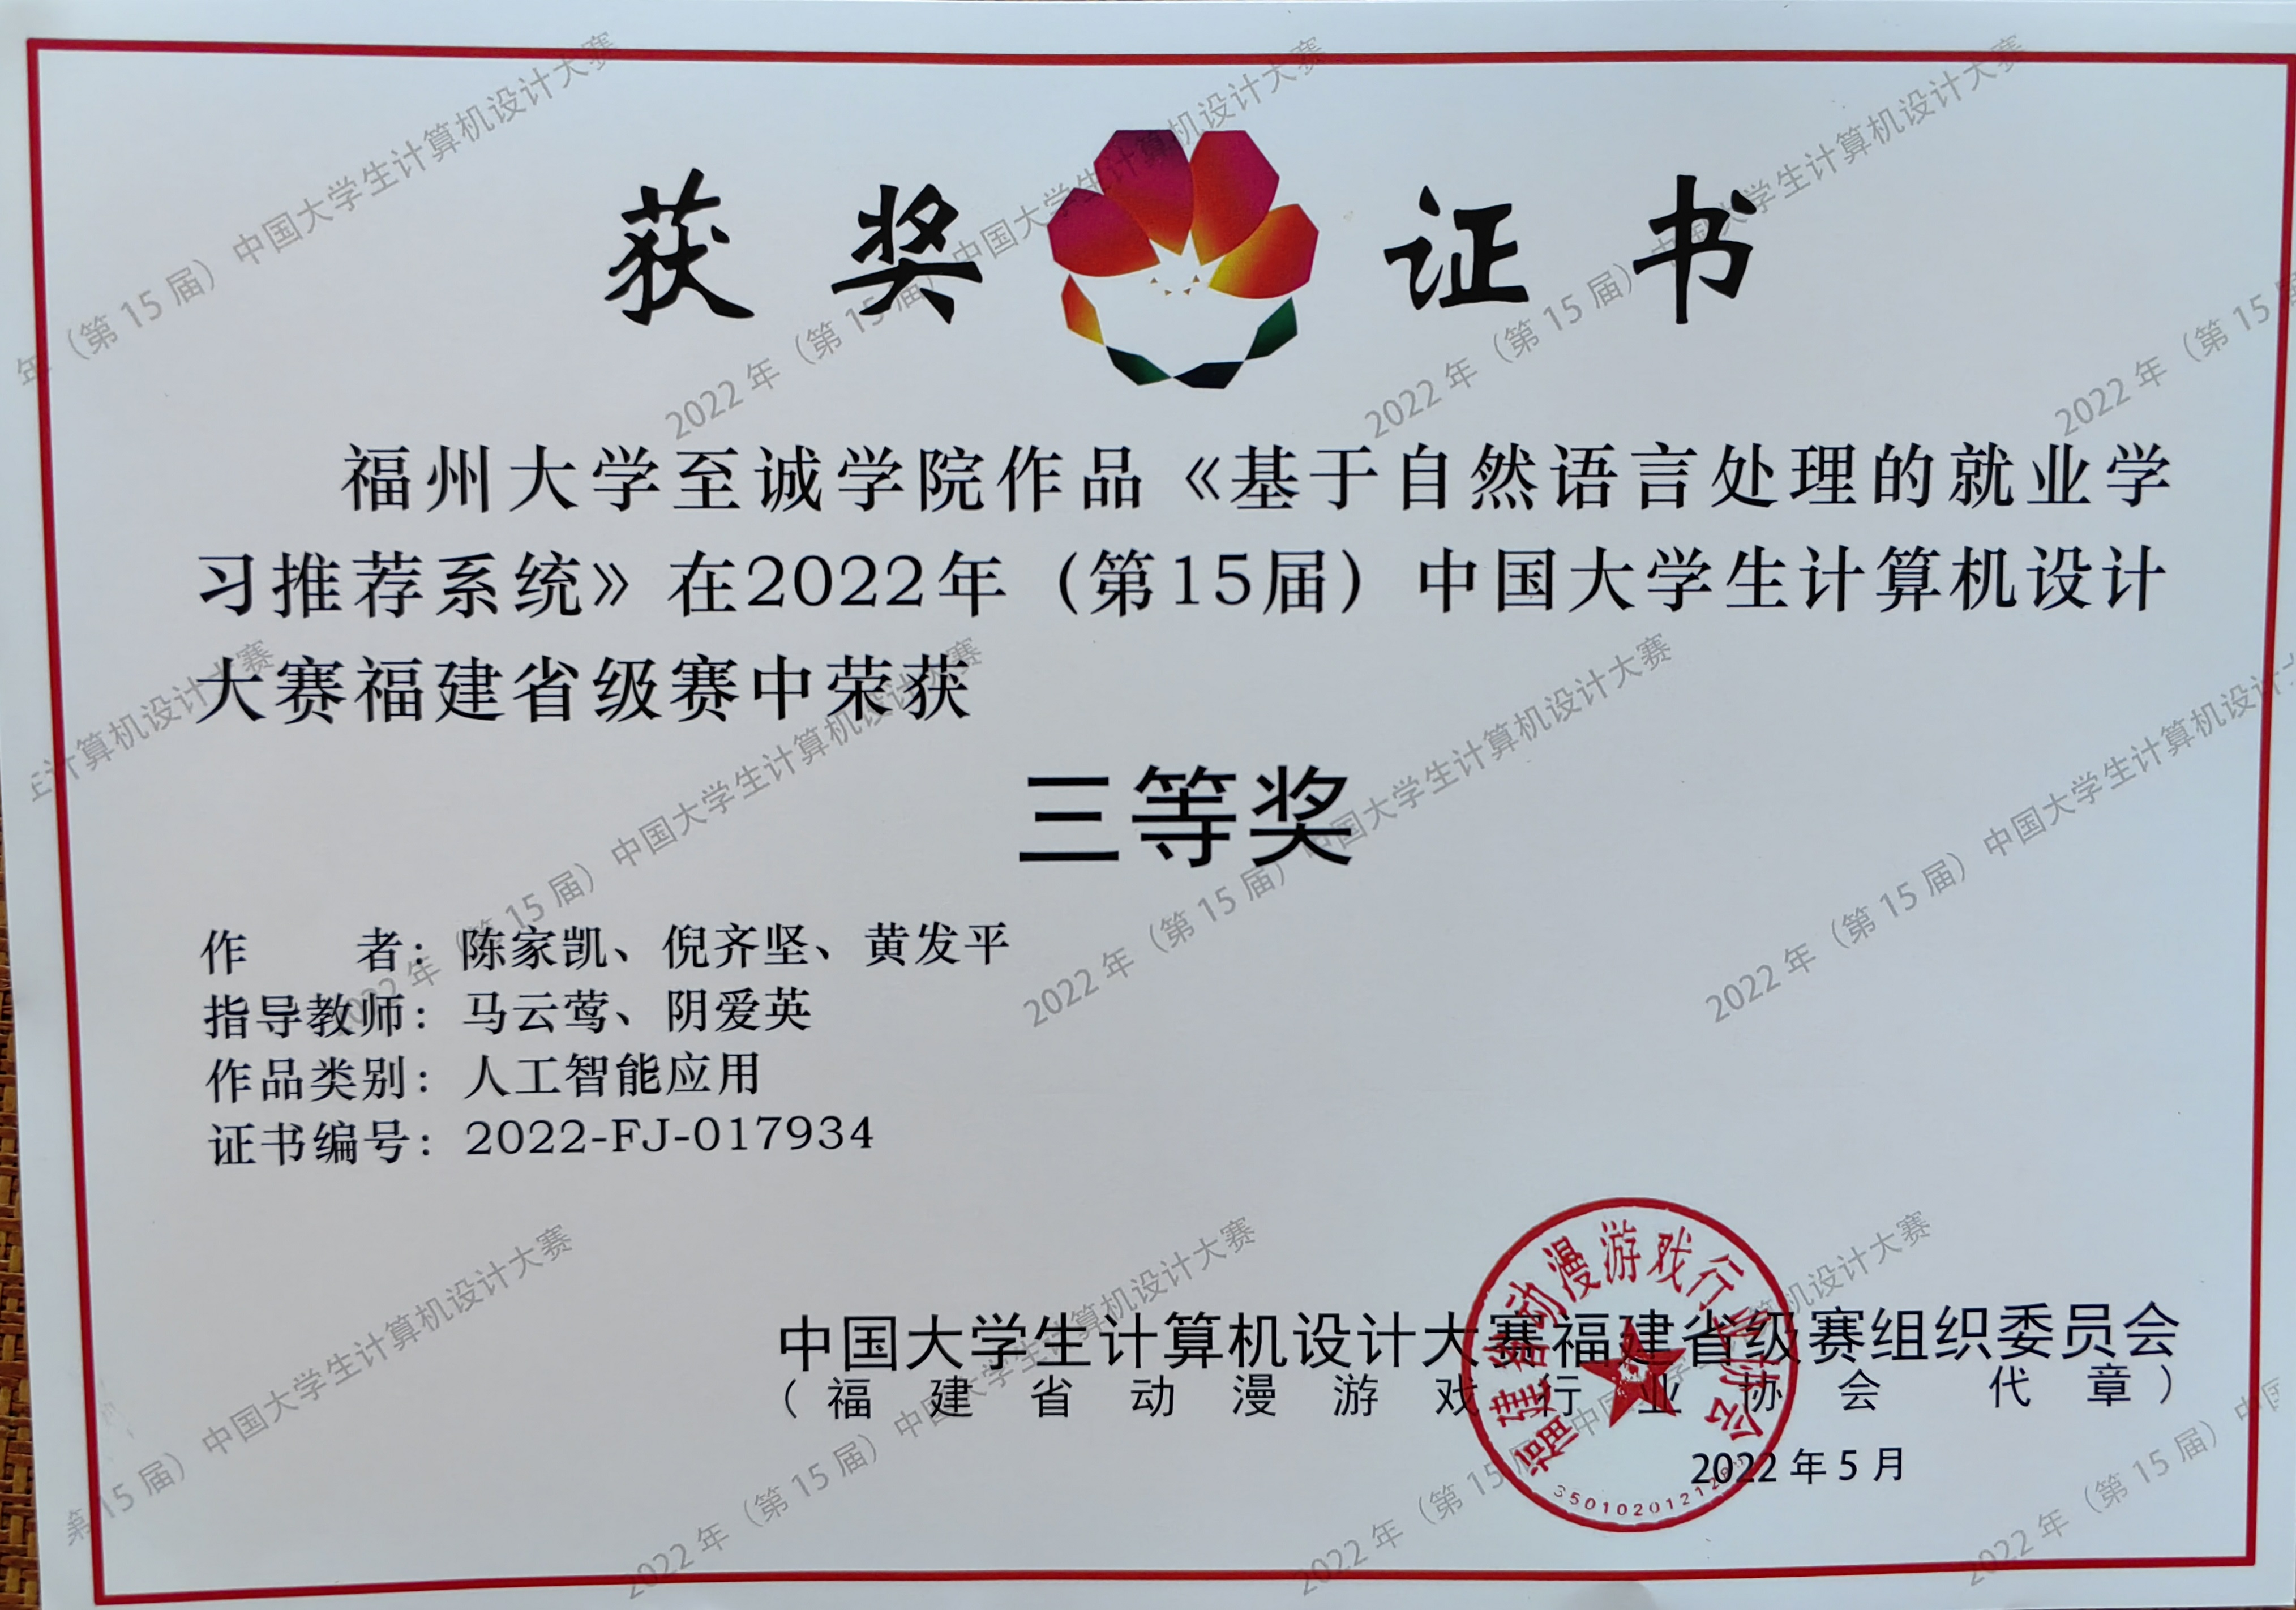 获奖证书
福州大学至诚学院作品《基于自然语言处理的就业学
习推荐系统》在2022年（第15届）中国大学生计算机设计
大赛福建省级赛中荣获
三等奖
作　　者：陈家凯、倪齐坚、黄发平
指导教师：马云莺、阴爱英
作品类别：人工智能应用
证书编号：2022-FJ-017934
中国大学生计算机设计大赛福建省级赛组织委员会
（福建省动漫游戏行业协会　代章）
2022年5月
福建省动漫游戏行业协会
2022年（第15届）中国大学生计算机设计大赛